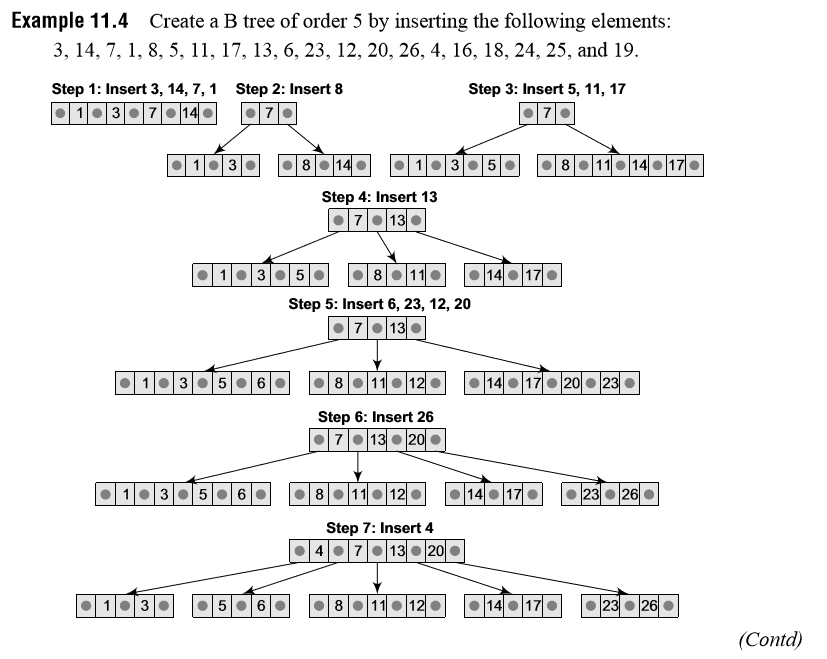 Example 11.4 Create a B tree of order 5 by inserting the following elements:
3, 14, 7, 1, 8, 5, 11, 17, 13, 6, 23, 12, 20, 26, 4, 16, 18, 24, 25, and 19.
Step 1: Insert 3, 14, 7, 1 Step 2: Insert 8 Step 3: Insert 5, 11, 17
1 3 7 14 7 7
1 3 8 14 1 3 5 8 11 14 17
Step 4: Insert 13
7 13
1 3 5 8 11 14 17
Step 5: Insert 6, 23, 12, 20
7 13
1 3 5 6 8 11 12 14 17 20 23
Step 6: Insert 26
7 13 20
1 3 5 6 8 11 12 14 17 23 26
Step 7: Insert 4
4 7 13 20
1 3 5 6 8 11 12 14 17 23 26
(Contd)